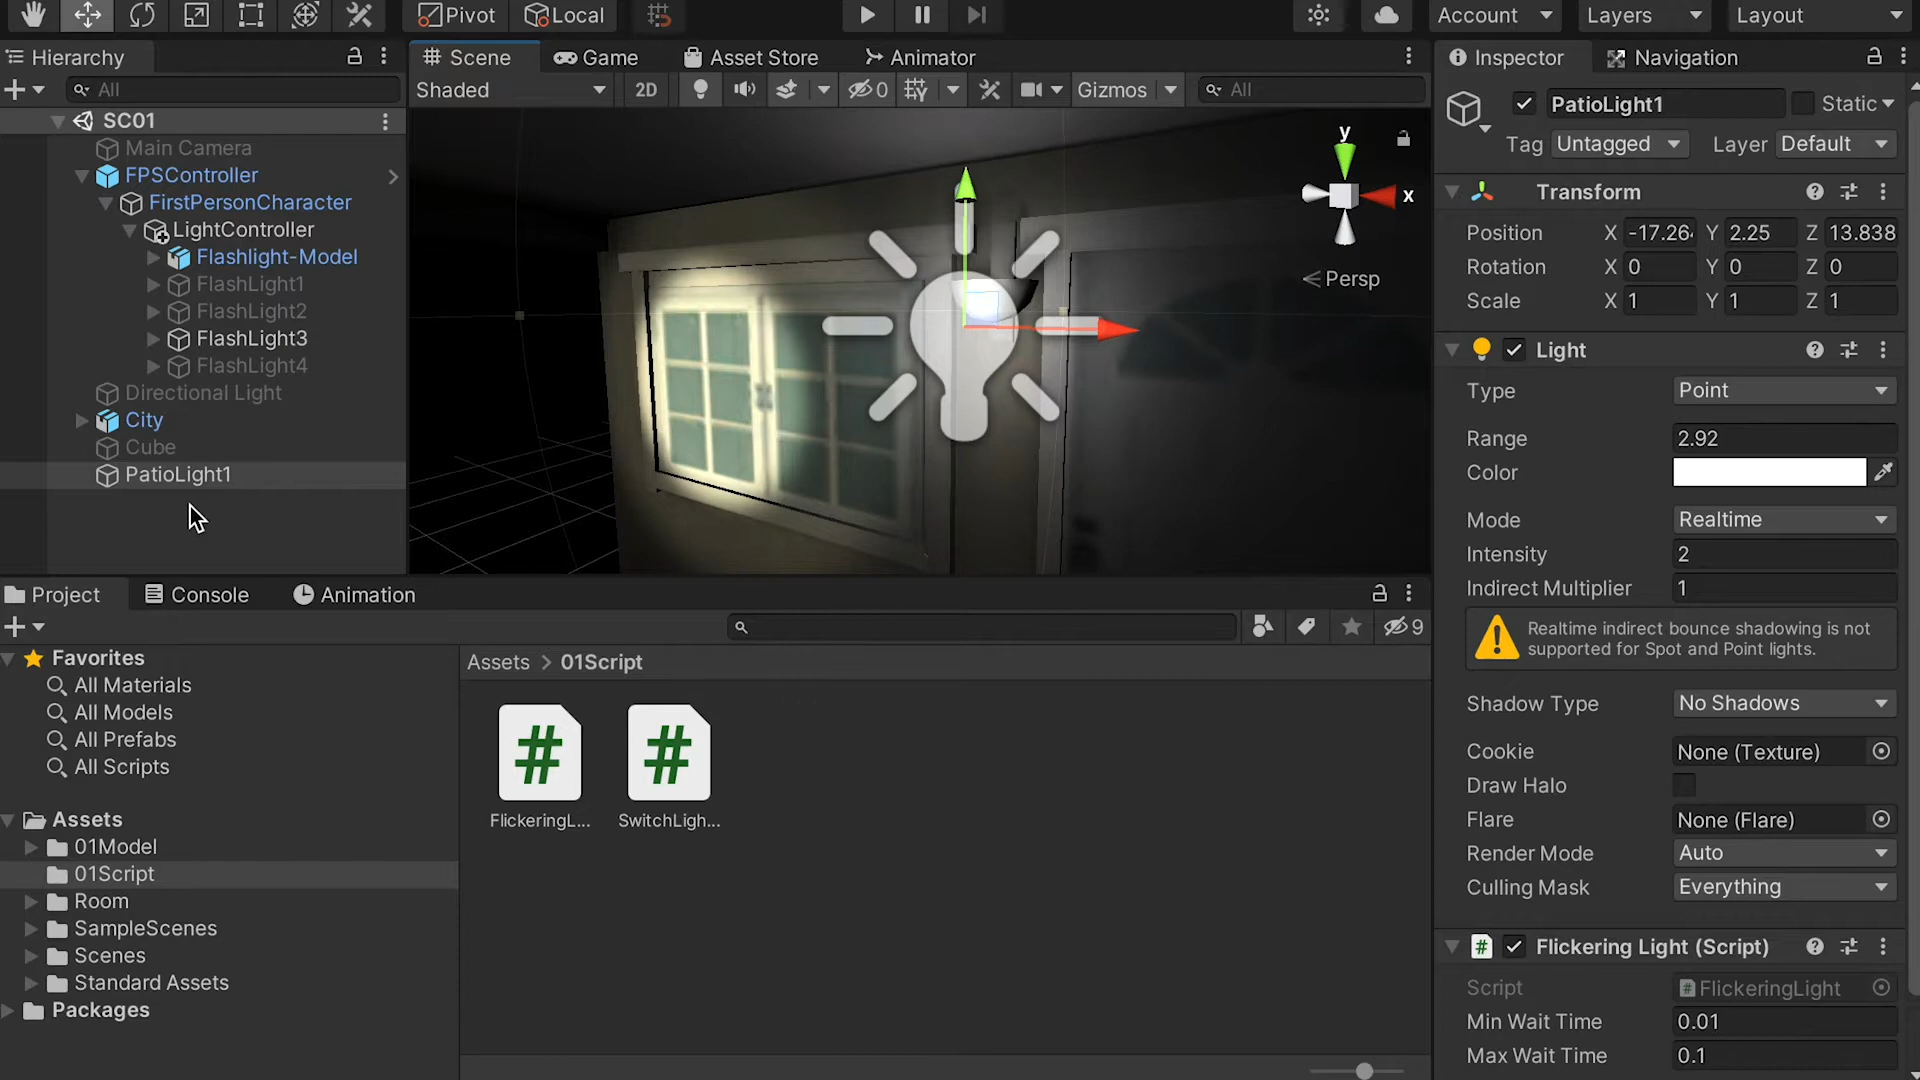 Pivot Local Account Layers Layout
Hierarchy Scene Game Asset Store Animator Inspector Navigation
All Shaded 2D 0 Gizmos All
SC01
Main Camera
FPSController
FirstPersonCharacter
LightController
Flashlight-Model
FlashLight1
FlashLight2
FlashLight3
FlashLight4
Directional Light
City
Cube
PatioLight1
y
x
< Persp
PatioLight1 Static
Tag Untagged Layer Default
Transform
Position X -17.26 Y 2.25 Z 13.838
Rotation X 0 Y 0 Z 0
Scale X 1 Y 1 Z 1
Light
Type Point
Range 2.92
Color
Mode Realtime
Intensity 2
Indirect Multiplier 1
Realtime indirect bounce shadowing is not
supported for Spot and Point lights.
Shadow Type No Shadows
Cookie None (Texture)
Draw Halo
Flare None (Flare)
Render Mode Auto
Culling Mask Everything
# Flickering Light (Script)
Script # FlickeringLight
Min Wait Time 0.01
Max Wait Time 0.1
Project Console Animation
9
Favorites
All Materials
All Models
All Prefabs
All Scripts
Assets
01Model
01Script
Room
SampleScenes
Scenes
Standard Assets
Packages
Assets > 01Script
# #
FlickeringL... SwitchLigh...